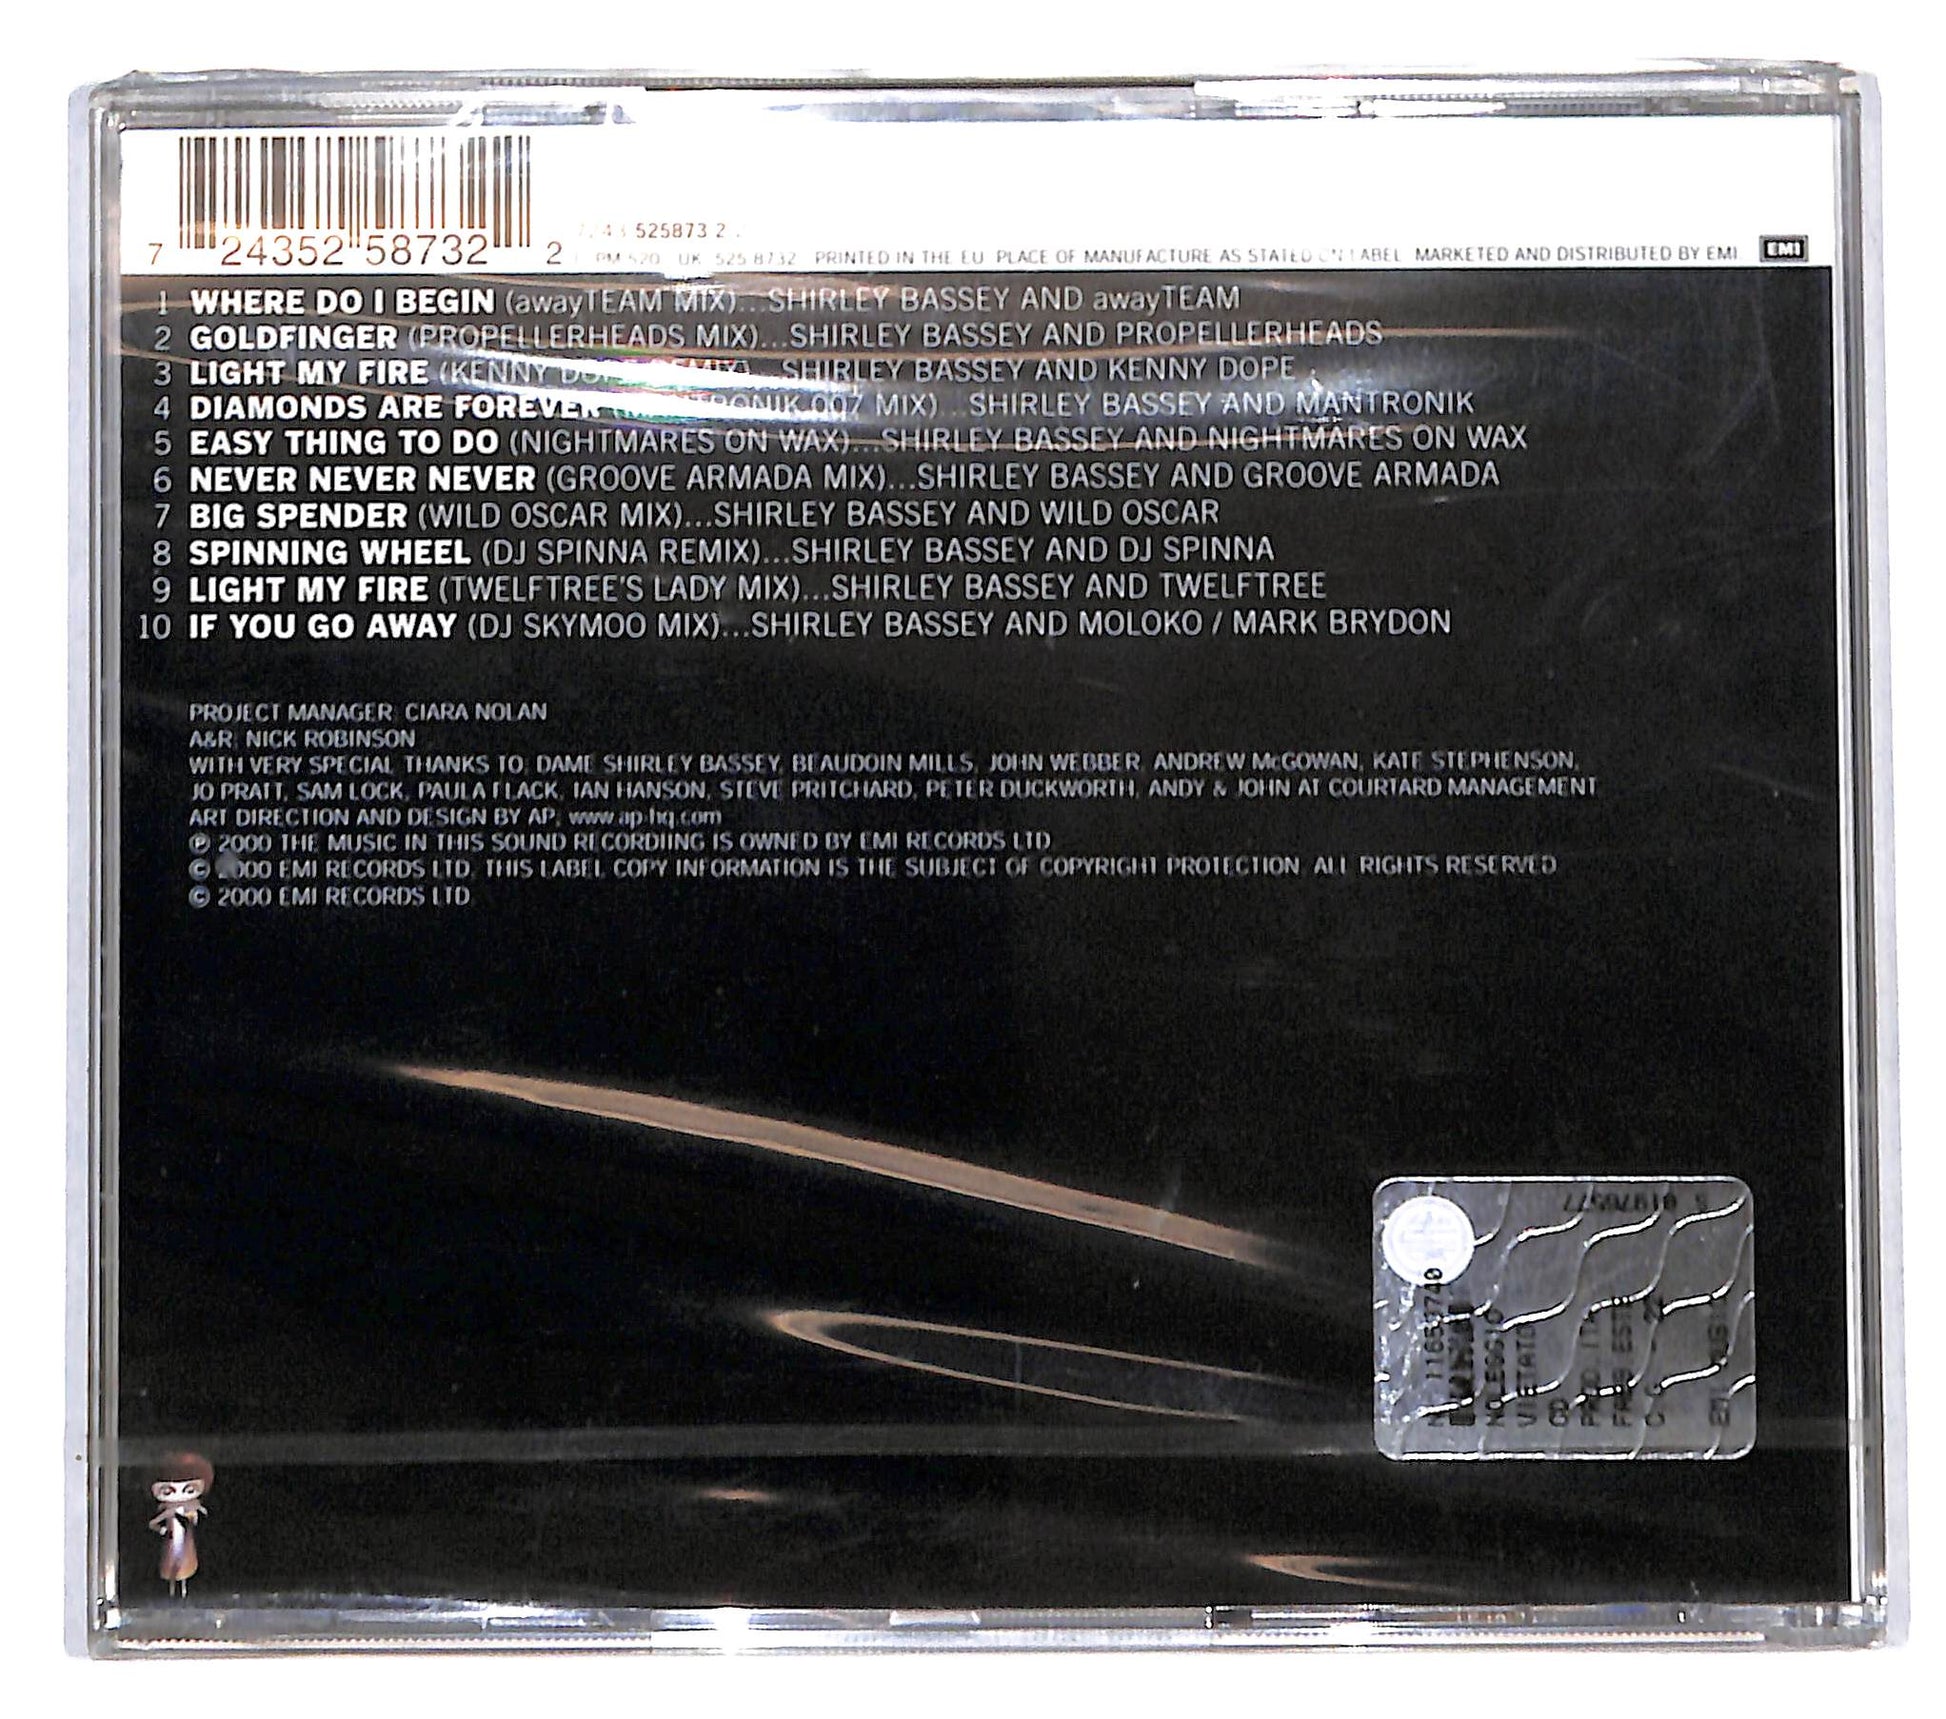 7 24352 58732 2
525873 2
UK 525 8732 PRINTED IN THE EU PLACE OF MANUFACTURE AS STATED ON LABEL MARKETED AND DISTRIBUTED BY EMI EMI
1 WHERE DO I BEGIN (awayTEAM MIX)...SHIRLEY BASSEY AND awayTEAM
2 GOLDFINGER (PROPELLERHEADS MIX)...SHIRLEY BASSEY AND PROPELLERHEADS
3 LIGHT MY FIRE (KENNY DOPE REMIX)...SHIRLEY BASSEY AND KENNY DOPE
4 DIAMONDS ARE FOREVER (MANTRONIK 007 MIX)...SHIRLEY BASSEY AND MANTRONIK
5 EASY THING TO DO (NIGHTMARES ON WAX)...SHIRLEY BASSEY AND NIGHTMARES ON WAX
6 NEVER NEVER NEVER (GROOVE ARMADA MIX)...SHIRLEY BASSEY AND GROOVE ARMADA
7 BIG SPENDER (WILD OSCAR MIX)...SHIRLEY BASSEY AND WILD OSCAR
8 SPINNING WHEEL (DJ SPINNA REMIX)...SHIRLEY BASSEY AND DJ SPINNA
9 LIGHT MY FIRE (TWELFTREE'S LADY MIX)...SHIRLEY BASSEY AND TWELFTREE
10 IF YOU GO AWAY (DJ SKYMOO MIX)...SHIRLEY BASSEY AND MOLOKO / MARK BRYDON
PROJECT MANAGER: CIARA NOLAN
A&R: NICK ROBINSON
WITH VERY SPECIAL THANKS TO: DAME SHIRLEY BASSEY, BEAUDOIN MILLS, JOHN WEBBER, ANDREW McGOWAN, KATE STEPHENSON,
JO PRATT, SAM LOCK, PAULA FLACK, IAN HANSON, STEVE PRITCHARD, PETER DUCKWORTH, ANDY & JOHN AT COURTARD MANAGEMENT
ART DIRECTION AND DESIGN BY AP, www.ap-hq.com
℗ 2000 THE MUSIC IN THIS SOUND RECORDIING IS OWNED BY EMI RECORDS LTD
© 2000 EMI RECORDS LTD. THIS LABEL COPY INFORMATION IS THE SUBJECT OF COPYRIGHT PROTECTION. ALL RIGHTS RESERVED
© 2000 EMI RECORDS LTD
S 01976577
NOLEGGIO
VIETATO
CD